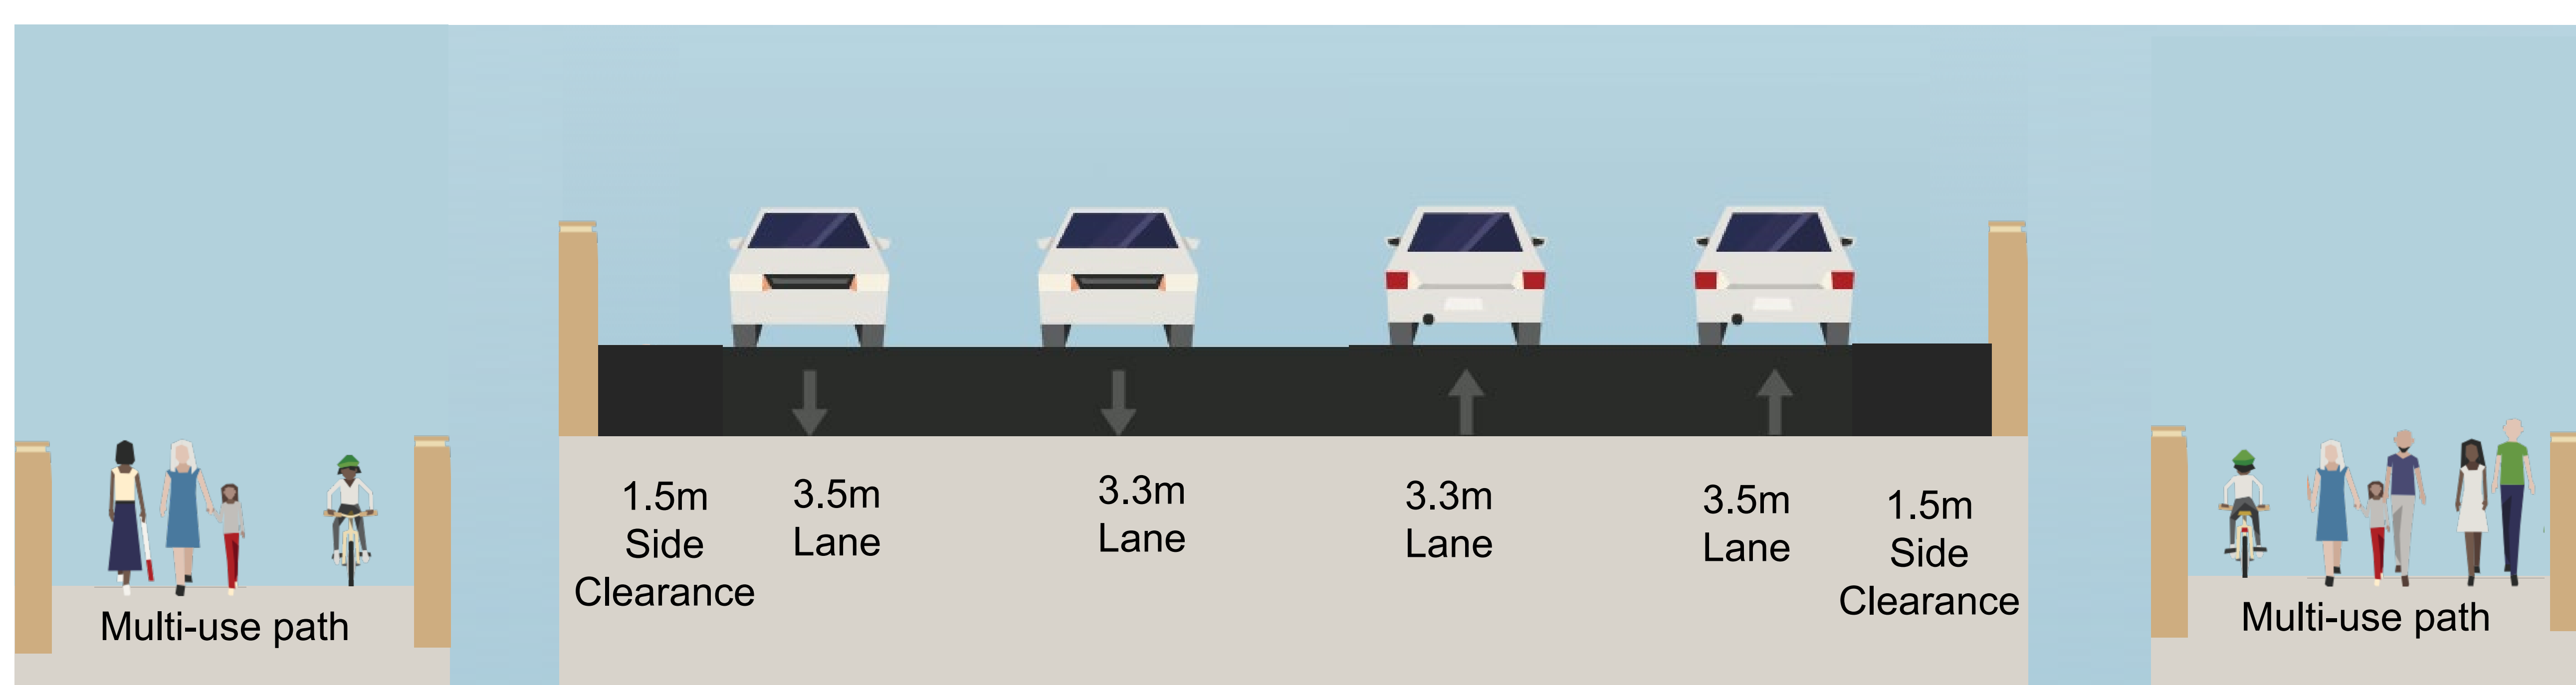 Multi-use path
1.5m
Side
Clearance
3.5m
Lane
3.3m
Lane
3.3m
Lane
3.5m
Lane
1.5m
Side
Clearance
Multi-use path